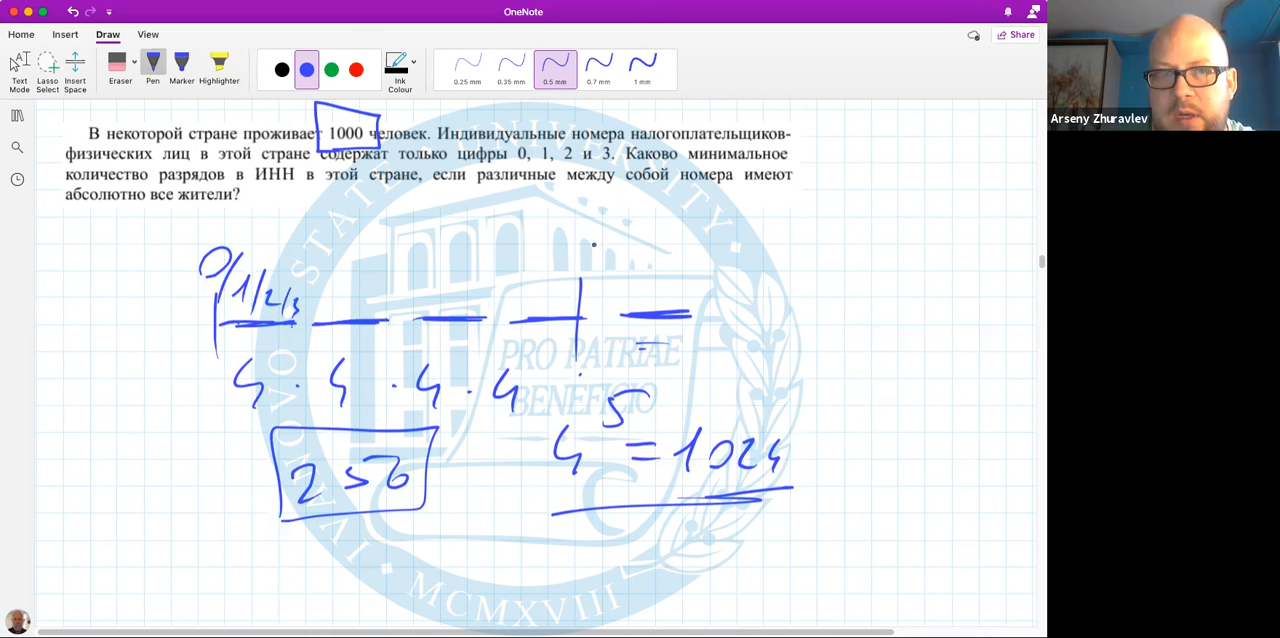 OneNote
Home Insert Draw View
Share
Text Mode
Lasso Select
Insert Space
Eraser
Pen
Marker
Highlighter
Ink Colour
0.25 mm
0.35 mm
0.5 mm
0.7 mm
1 mm
Arseny Zhuravlev
В некоторой стране проживает 1000 человек. Индивидуальные номера налогоплательщиков-
физических лиц в этой стране содержат только цифры 0, 1, 2 и 3. Каково минимальное
количество разрядов в ИНН в этой стране, если различные между собой номера имеют
абсолютно все жители?
0/1/2/3
4 · 4 · 4 · 4
256
4⁵ = 1024
IVANOVO STATE
PRO PATRIAE
BENEFICIO
MCMXVIII